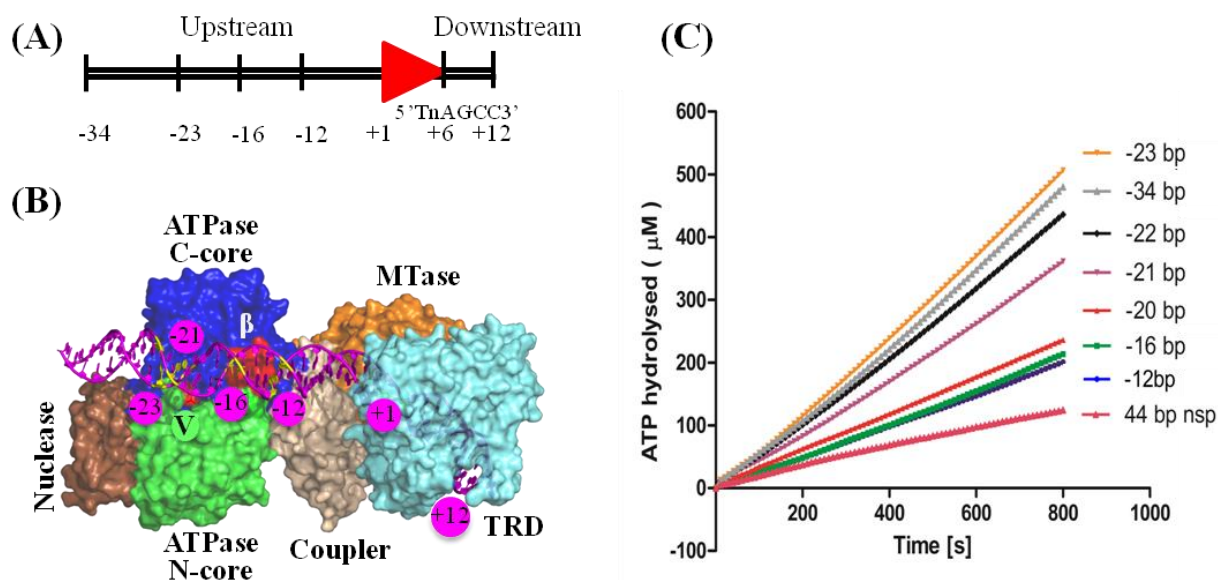 (A)
Upstream Downstream
5'TnAGCC3'
-34 -23 -16 -12 +1 +6 +12
(B)
ATPase
C-core
MTase
β
-21
-23
V
-16
-12
+1
+12
Nuclease
ATPase
N-core
Coupler
TRD
(C)
ATP hydrolysed ( μM )
600
500
400
300
200
100
0
-100
200 400 600 800 1000
Time [s]
-23 bp
-34 bp
-22 bp
-21 bp
-20 bp
-16 bp
-12bp
44 bp nsp